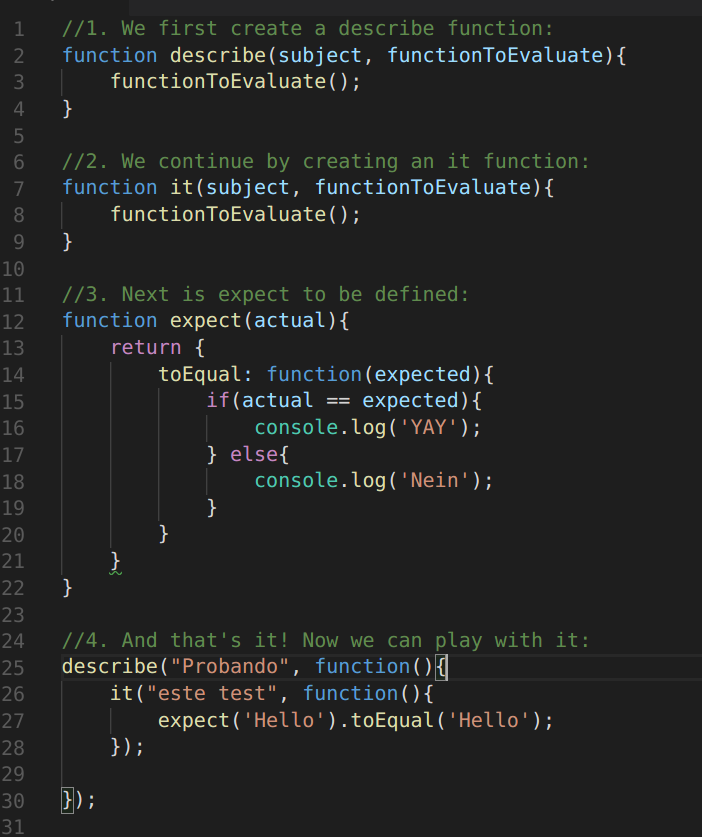 1 //1. We first create a describe function:
2 function describe(subject, functionToEvaluate){
3     functionToEvaluate();
4 }
5
6 //2. We continue by creating an it function:
7 function it(subject, functionToEvaluate){
8     functionToEvaluate();
9 }
10
11 //3. Next is expect to be defined:
12 function expect(actual){
13     return {
14         toEqual: function(expected){
15             if(actual == expected){
16                 console.log('YAY');
17             } else{
18                 console.log('Nein');
19             }
20         }
21     }
22 }
23
24 //4. And that's it! Now we can play with it:
25 describe("Probando", function(){
26     it("este test", function(){
27         expect('Hello').toEqual('Hello');
28     });
29
30 });
31